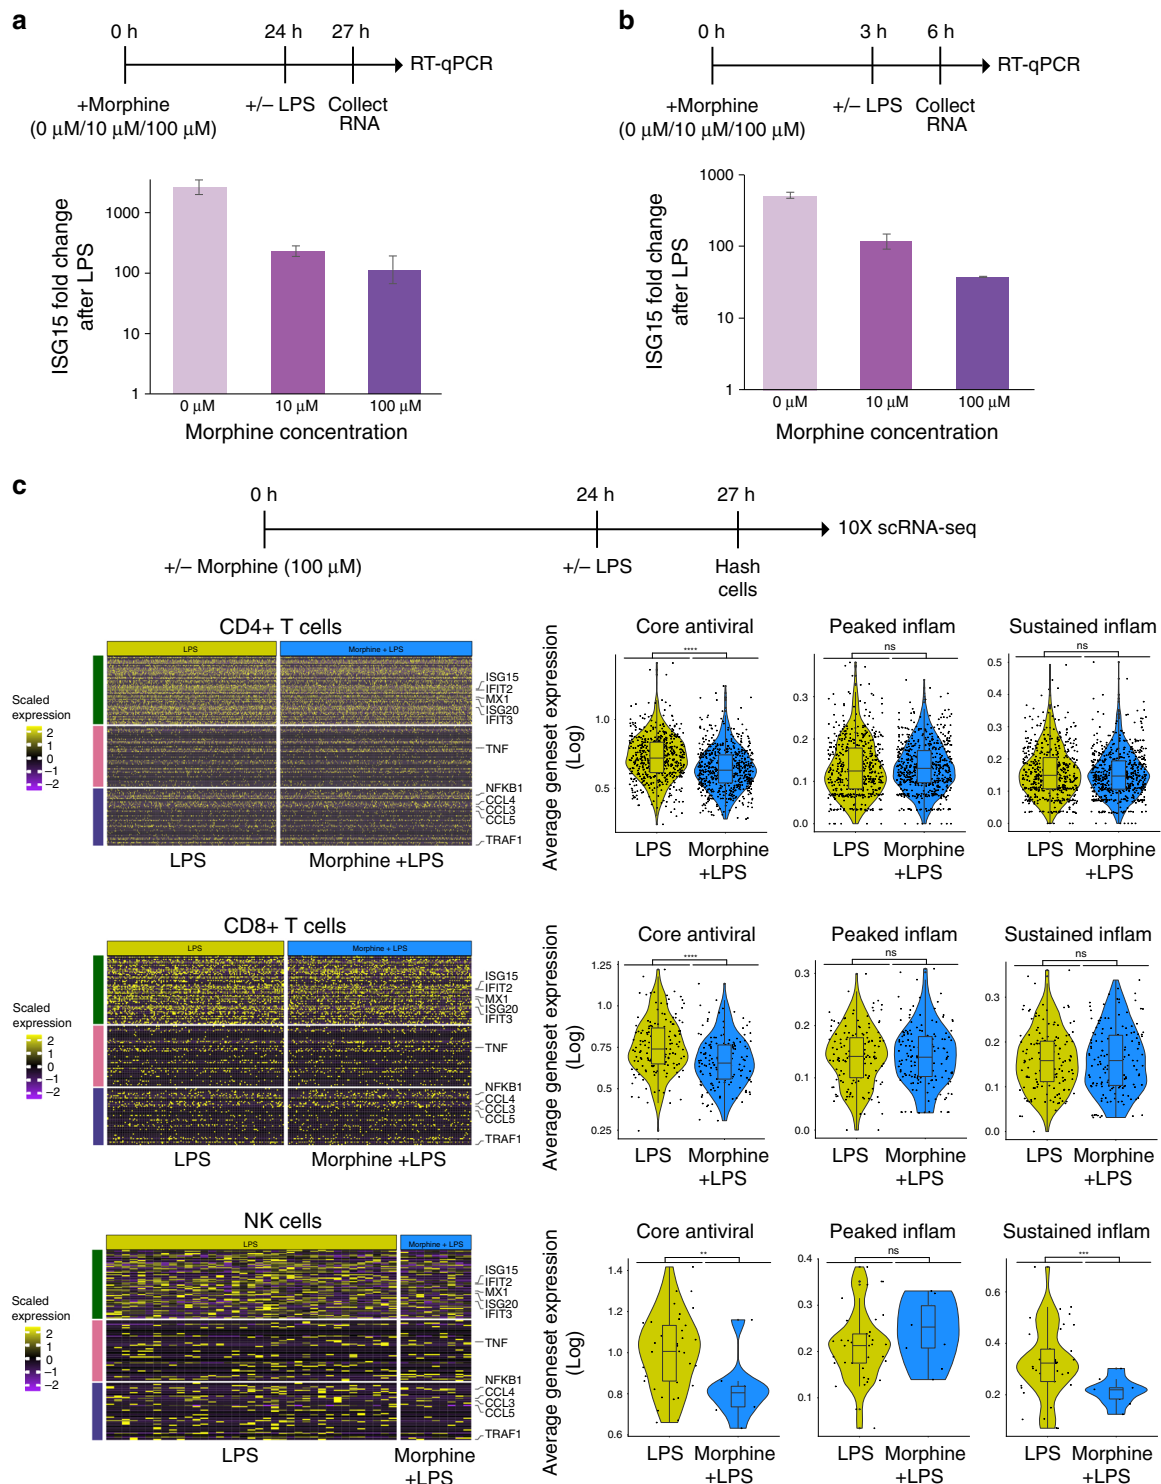 a
0 h 24 h 27 h
RT-qPCR
+Morphine
(0 µM/10 µM/100 µM)
+/– LPS
Collect
RNA
ISG15 fold change
after LPS
1000
100
10
1
0 µM 10 µM 100 µM
Morphine concentration
b
0 h 3 h 6 h
RT-qPCR
+Morphine
(0 µM/10 µM/100 µM)
+/– LPS
Collect
RNA
ISG15 fold change
after LPS
1000
100
10
1
0 µM 10 µM 100 µM
Morphine concentration
c
0 h 24 h 27 h
10X scRNA-seq
+/– Morphine (100 µM)
+/– LPS
Hash
cells
CD4+ T cells
LPS Morphine + LPS
Scaled
expression
2
1
0
−1
−2
ISG15
IFIT2
MX1
ISG20
IFIT3
TNF
NFKB1
CCL4
CCL3
CCL5
TRAF1
LPS Morphine +LPS
Average geneset expression
(Log)
Core antiviral
****
1.0
0.5
LPS Morphine
+LPS
Peaked inflam
ns
0.3
0.2
0.1
0.0
LPS Morphine
+LPS
Sustained inflam
ns
0.5
0.4
0.3
0.2
0.1
0.0
LPS Morphine
+LPS
CD8+ T cells
LPS Morphine + LPS
Scaled
expression
2
1
0
−1
−2
ISG15
IFIT2
MX1
ISG20
IFIT3
TNF
NFKB1
CCL4
CCL3
CCL5
TRAF1
LPS Morphine +LPS
Average geneset expression
(Log)
Core antiviral
****
1.25
1.0
0.75
0.5
0.25
LPS Morphine
+LPS
Peaked inflam
ns
0.3
0.2
0.1
0.0
LPS Morphine
+LPS
Sustained inflam
ns
0.3
0.2
0.1
0.0
LPS Morphine
+LPS
NK cells
LPS Morphine + LPS
Scaled
expression
2
1
0
−1
−2
ISG15
IFIT2
MX1
ISG20
IFIT3
TNF
NFKB1
CCL4
CCL3
CCL5
TRAF1
LPS Morphine
+LPS
Average geneset expression
(Log)
Core antiviral
**
1.4
1.2
1.0
0.8
0.6
LPS Morphine
+LPS
Peaked inflam
ns
0.4
0.3
0.2
0.1
LPS Morphine
+LPS
Sustained inflam
***
0.6
0.4
0.2
LPS Morphine
+LPS